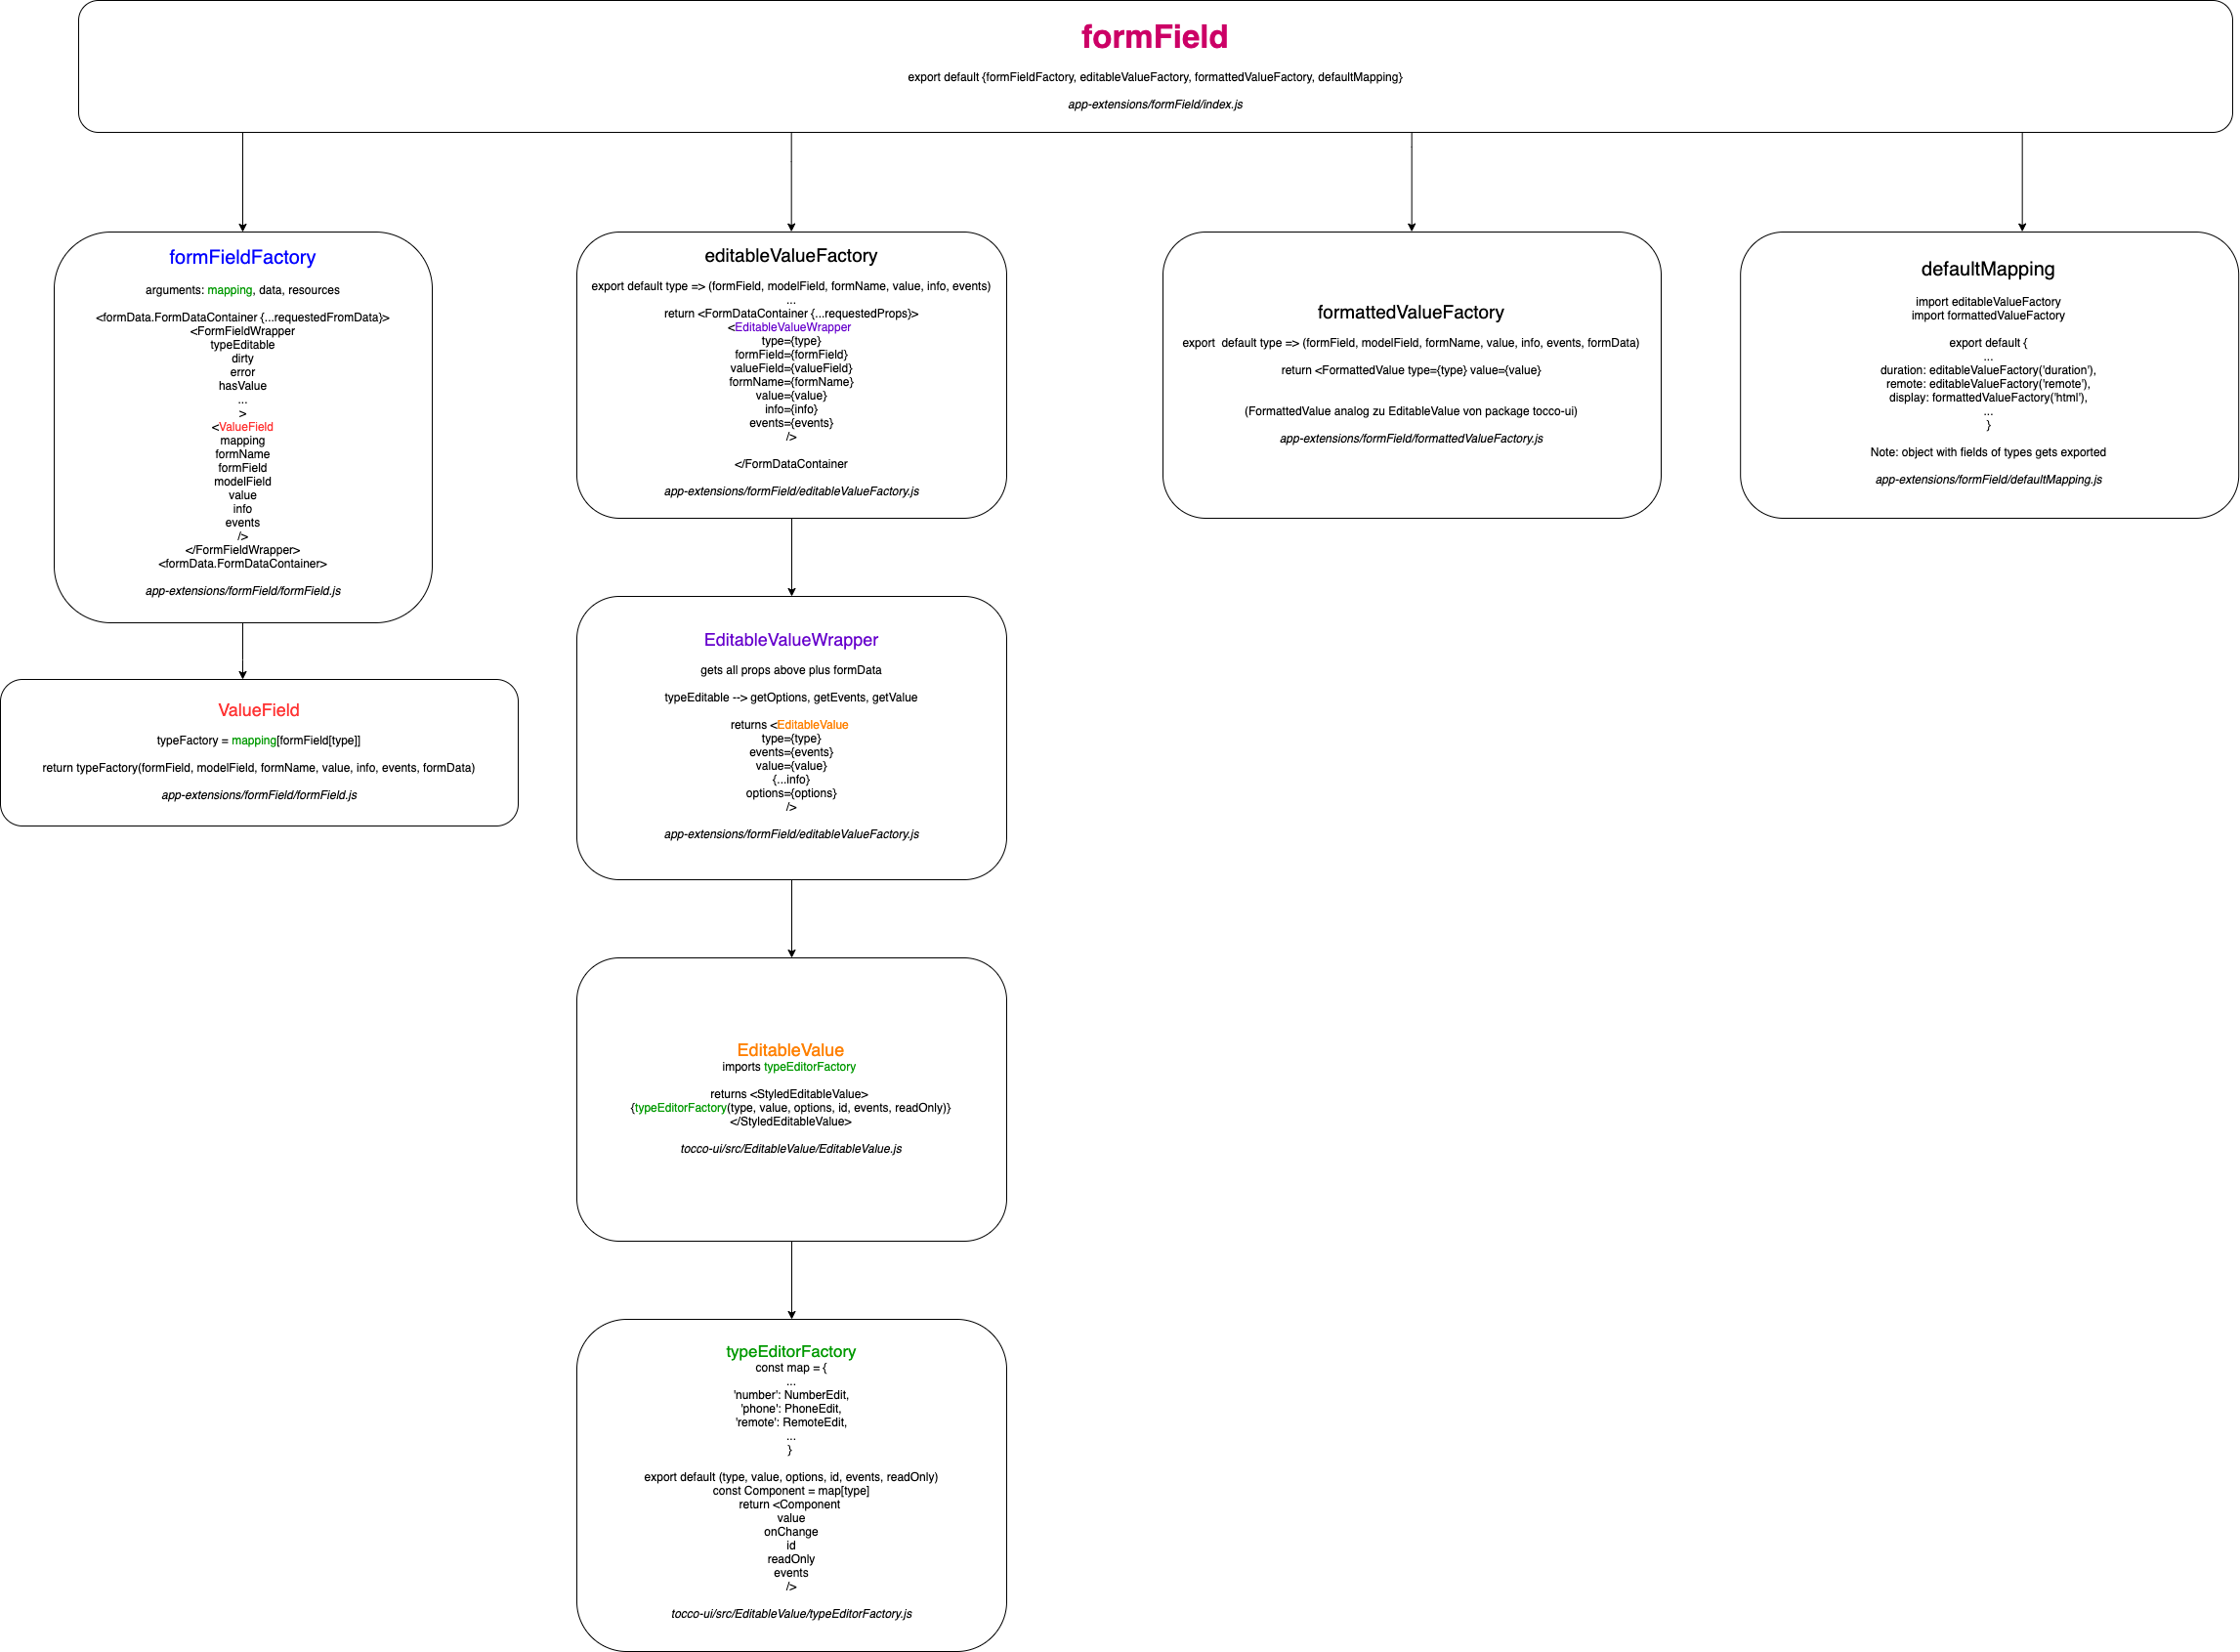 formField
export default {formFieldFactory, editableValueFactory, formattedValueFactory, defaultMapping}
app-extensions/formField/index.js
formFieldFactory
arguments: mapping, data, resources
<formData.FormDataContainer {...requestedFromData}>
<FormFieldWrapper
typeEditable
dirty
error
hasValue
...
>
<ValueField
mapping
formName
formField
modelField
value
info
events
/>
</FormFieldWrapper>
<formData.FormDataContainer>
app-extensions/formField/formField.js
ValueField
typeFactory = mapping[formField[type]]
return typeFactory(formField, modelField, formName, value, info, events, formData)
app-extensions/formField/formField.js
editableValueFactory
export default type => (formField, modelField, formName, value, info, events)
...
return <FormDataContainer {...requestedProps}>
<EditableValueWrapper
type={type}
formField={formField}
valueField={valueField}
formName={formName}
value={value}
info={info}
events={events}
/>
</FormDataContainer
app-extensions/formField/editableValueFactory.js
EditableValueWrapper
gets all props above plus formData
typeEditable --> getOptions, getEvents, getValue
returns <EditableValue
type={type}
events={events}
value={value}
{...info}
options={options}
/>
app-extensions/formField/editableValueFactory.js
EditableValue
imports typeEditorFactory
returns <StyledEditableValue>
{typeEditorFactory(type, value, options, id, events, readOnly)}
</StyledEditableValue>
tocco-ui/src/EditableValue/EditableValue.js
typeEditorFactory
const map = {
...
'number': NumberEdit,
'phone': PhoneEdit,
'remote': RemoteEdit,
...
}
export default (type, value, options, id, events, readOnly)
const Component = map[type]
return <Component
value
onChange
id
readOnly
events
/>
tocco-ui/src/EditableValue/typeEditorFactory.js
formattedValueFactory
export default type => (formField, modelField, formName, value, info, events, formData)
return <FormattedValue type={type} value={value}
(FormattedValue analog zu EditableValue von package tocco-ui)
app-extensions/formField/formattedValueFactory.js
defaultMapping
import editableValueFactory
import formattedValueFactory
export default {
...
duration: editableValueFactory('duration'),
remote: editableValueFactory('remote'),
display: formattedValueFactory('html'),
...
}
Note: object with fields of types gets exported
app-extensions/formField/defaultMapping.js